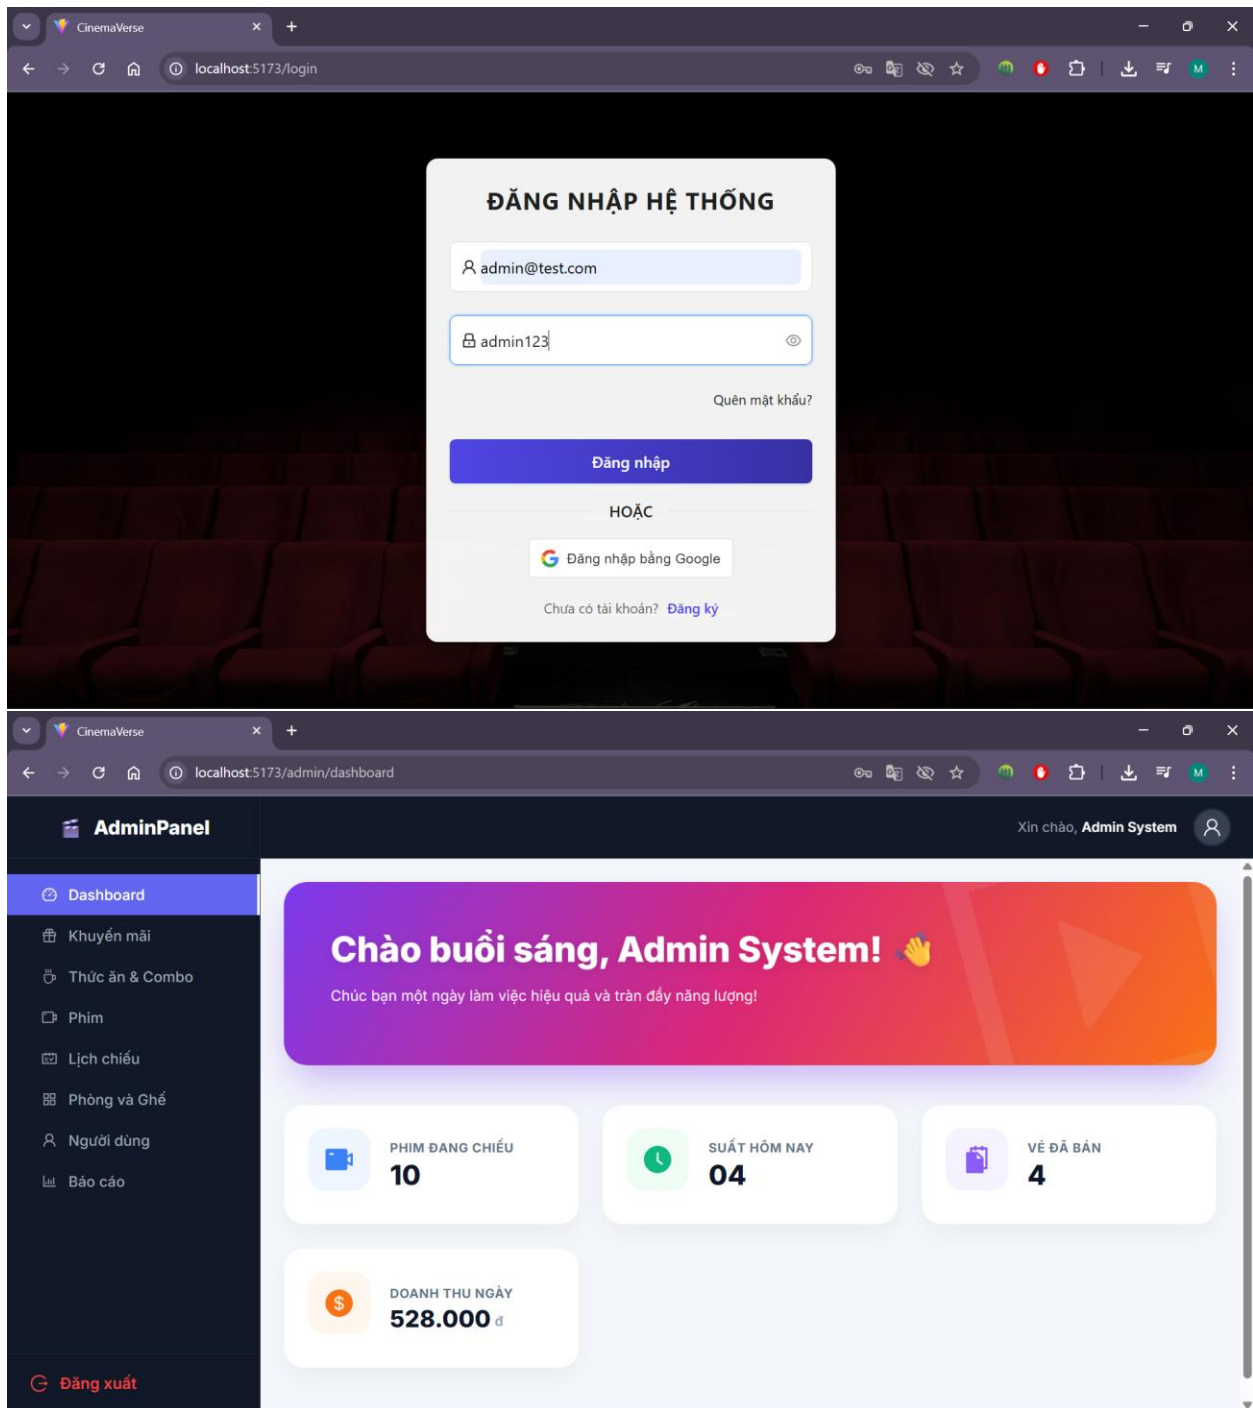 CinemaVerse
localhost:5173/login
M
ĐĂNG NHẬP HỆ THỐNG
admin@test.com
admin123
Quên mật khẩu?
Đăng nhập
HOẶC
Đăng nhập bằng Google
Chưa có tài khoản? Đăng ký
CinemaVerse
localhost:5173/admin/dashboard
M
AdminPanel
Xin chào, Admin System
Dashboard
Khuyến mãi
Thức ăn & Combo
Phim
Lịch chiếu
Phòng và Ghế
Người dùng
Báo cáo
Đăng xuất
Chào buổi sáng, Admin System! 👋
Chúc bạn một ngày làm việc hiệu quả và tràn đầy năng lượng!
PHIM ĐANG CHIẾU
10
SUẤT HÔM NAY
04
VÉ ĐÃ BÁN
4
DOANH THU NGÀY
528.000 đ